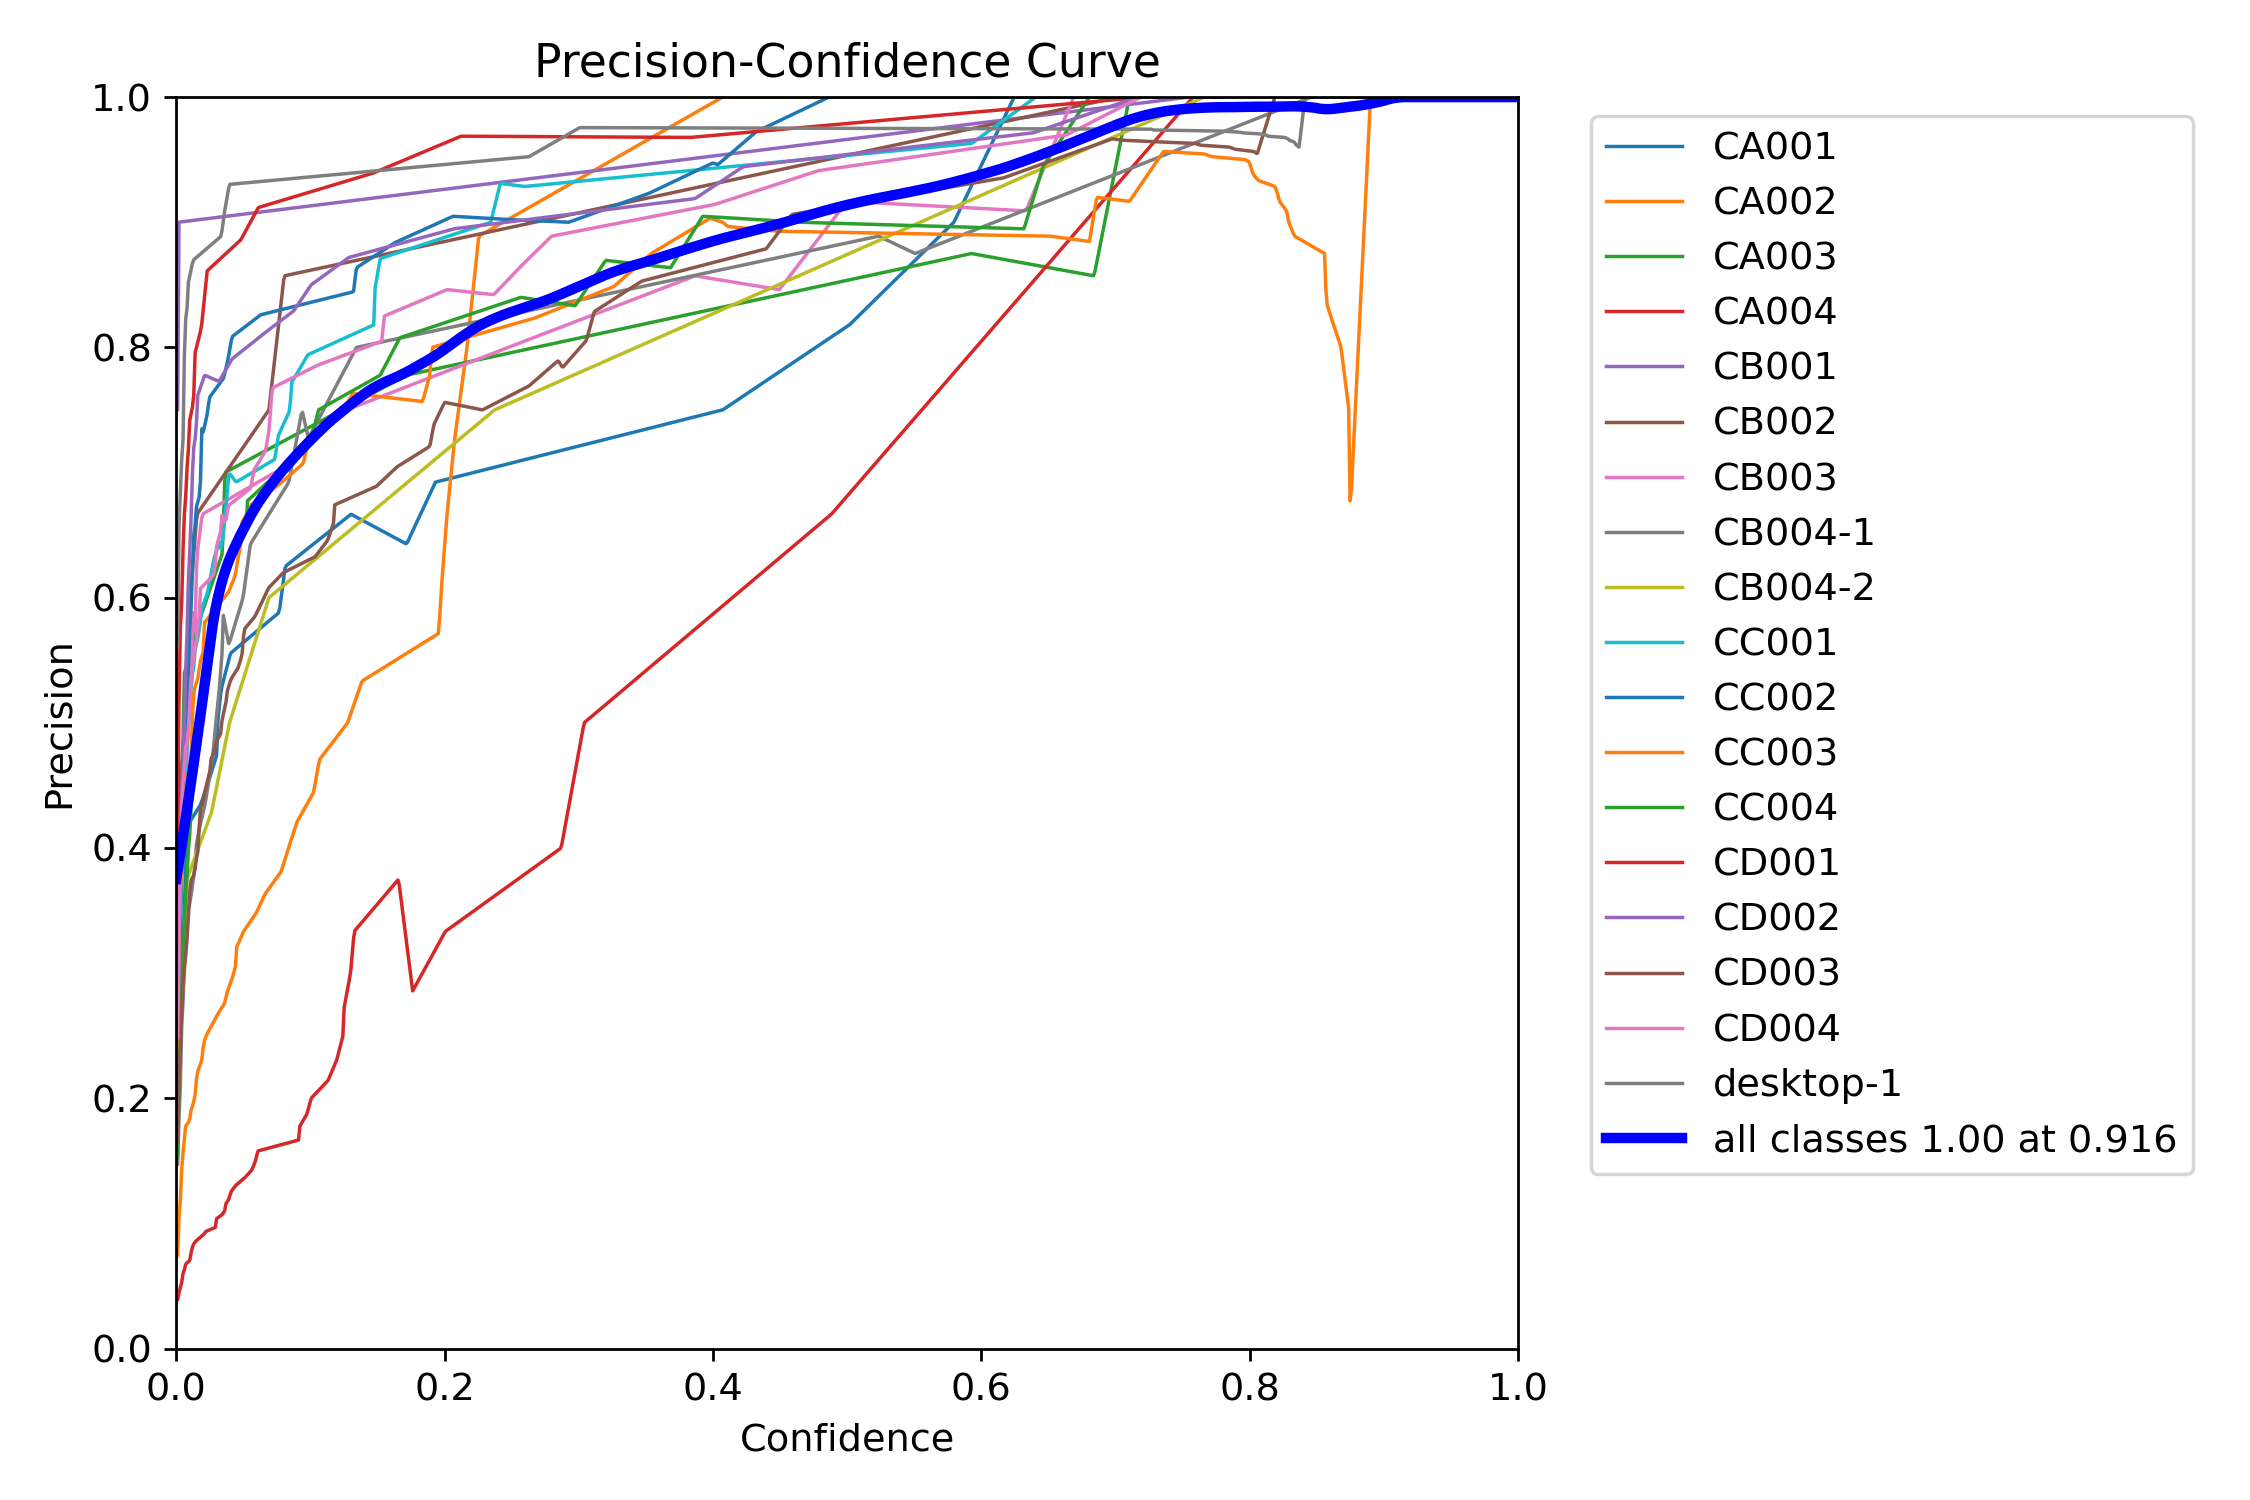 Precision-Confidence Curve
1.0
0.8
0.6
0.4
0.2
0.0
Precision
0.0 0.2 0.4 0.6 0.8 1.0
Confidence
CA001
CA002
CA003
CA004
CB001
CB002
CB003
CB004-1
CB004-2
CC001
CC002
CC003
CC004
CD001
CD002
CD003
CD004
desktop-1
all classes 1.00 at 0.916